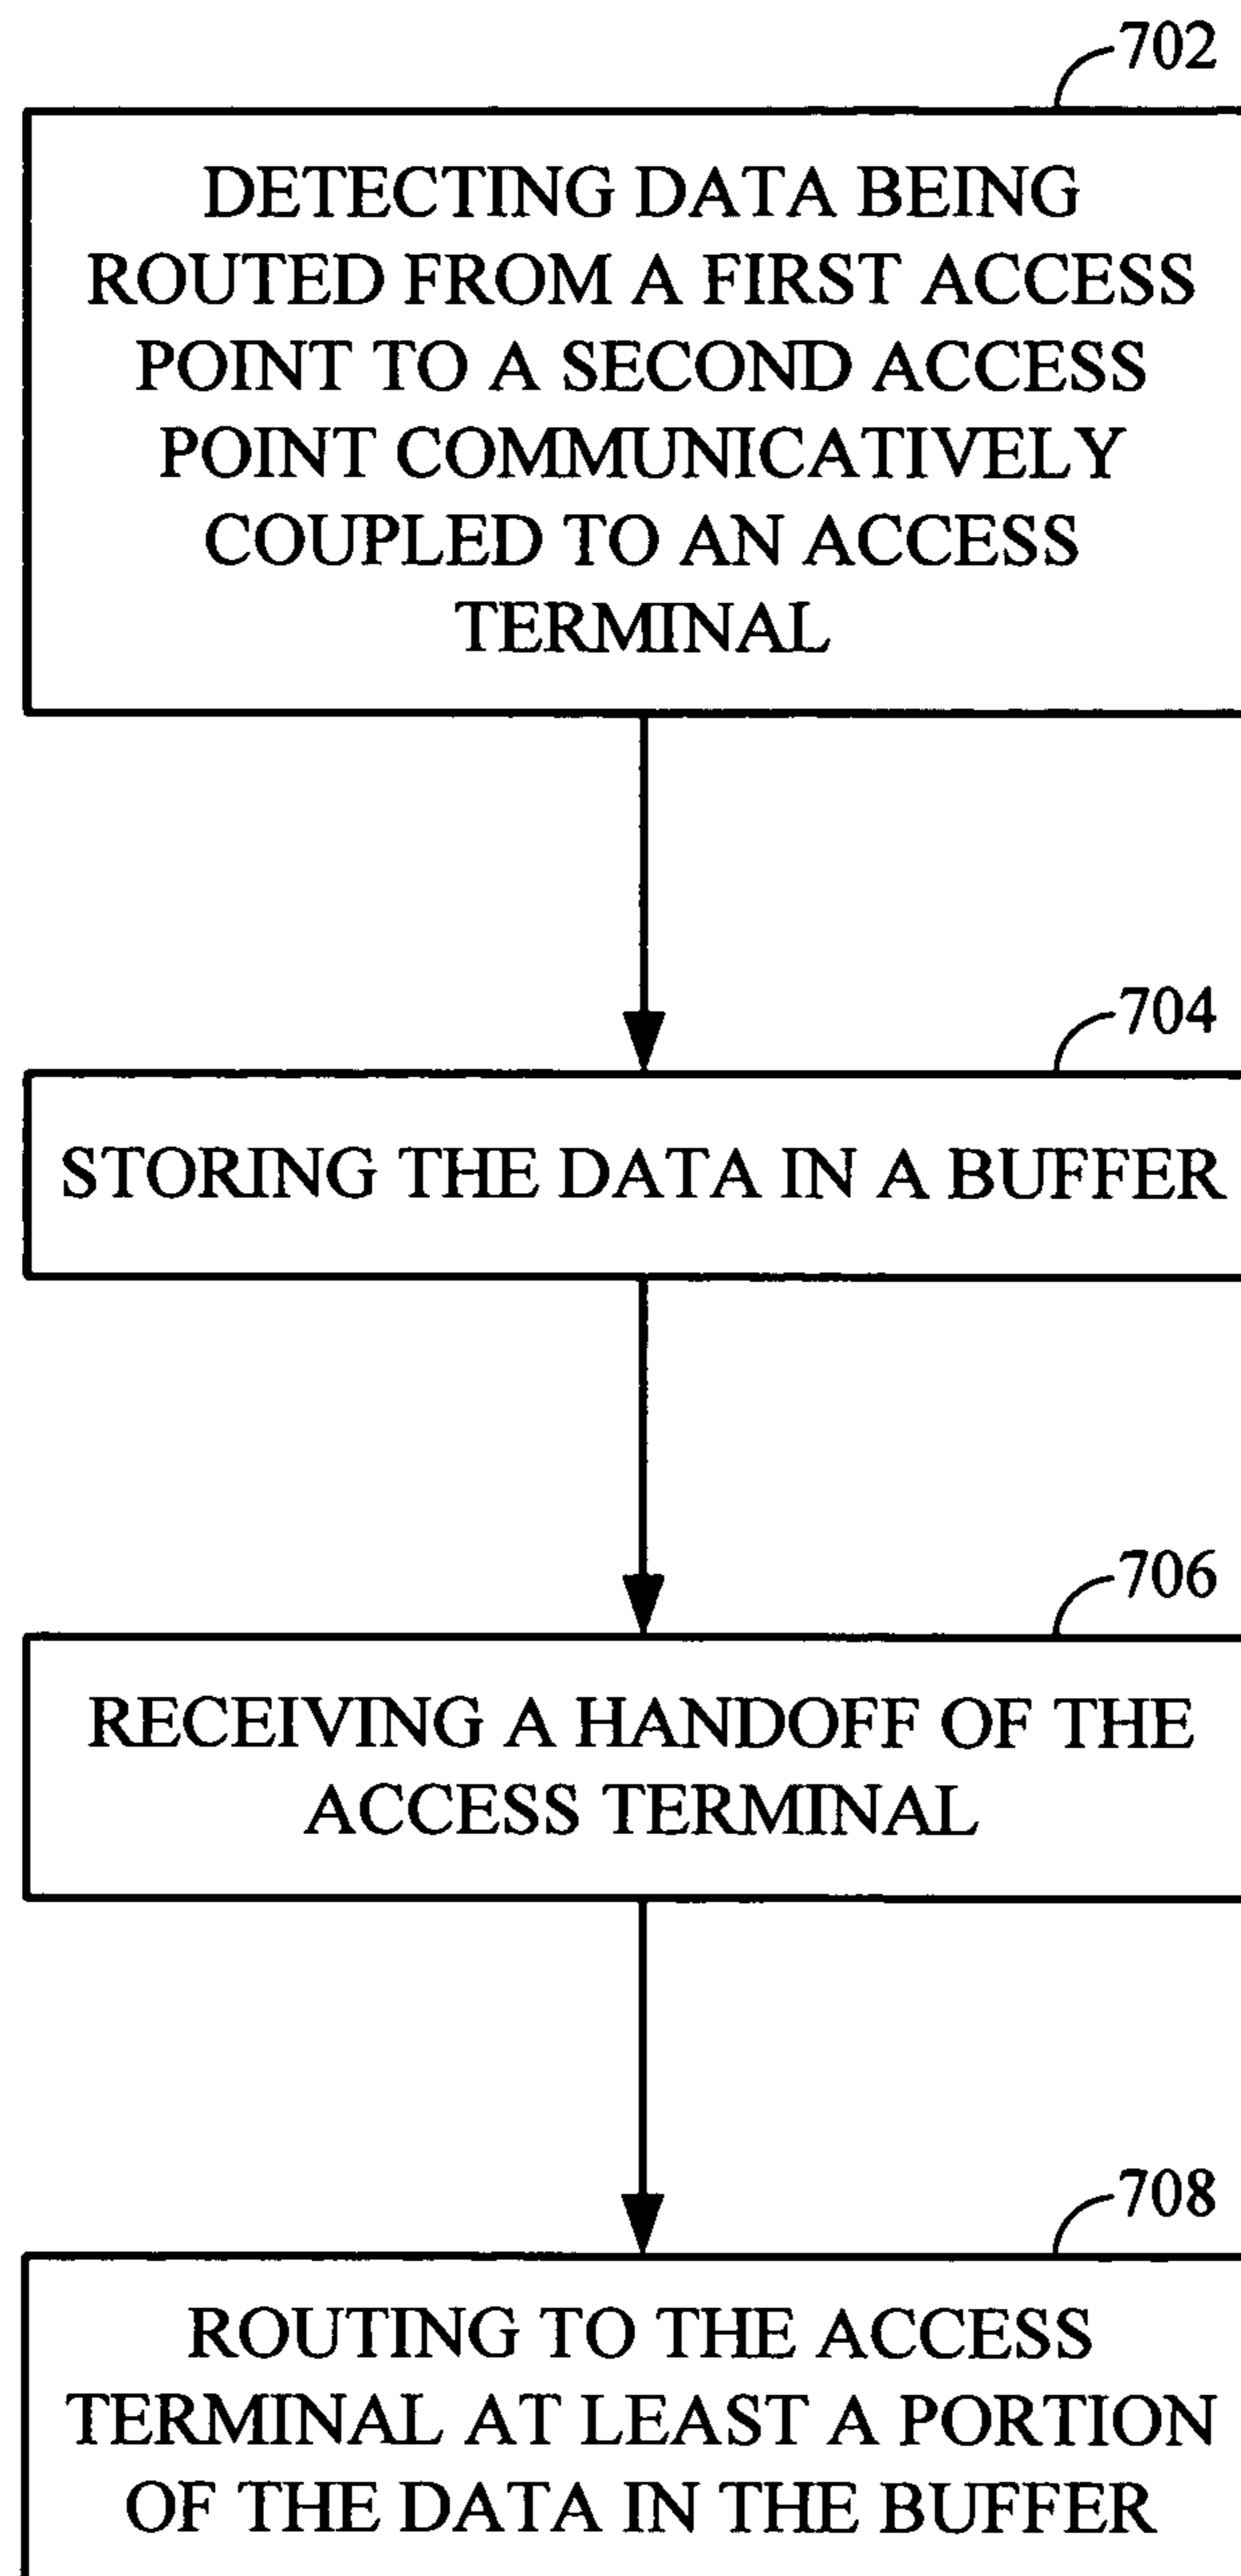 702
DETECTING DATA BEING
ROUTED FROM A FIRST ACCESS
POINT TO A SECOND ACCESS
POINT COMMUNICATIVELY
COUPLED TO AN ACCESS
TERMINAL
704
STORING THE DATA IN A BUFFER
706
RECEIVING A HANDOFF OF THE
ACCESS TERMINAL
708
ROUTING TO THE ACCESS
TERMINAL AT LEAST A PORTION
OF THE DATA IN THE BUFFER